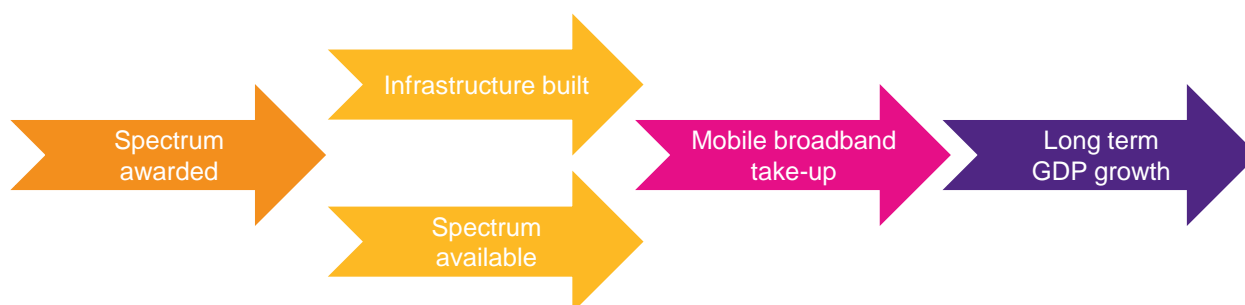 Spectrum
awarded
Infrastructure built
Spectrum
available
Mobile broadband
take-up
Long term
GDP growth